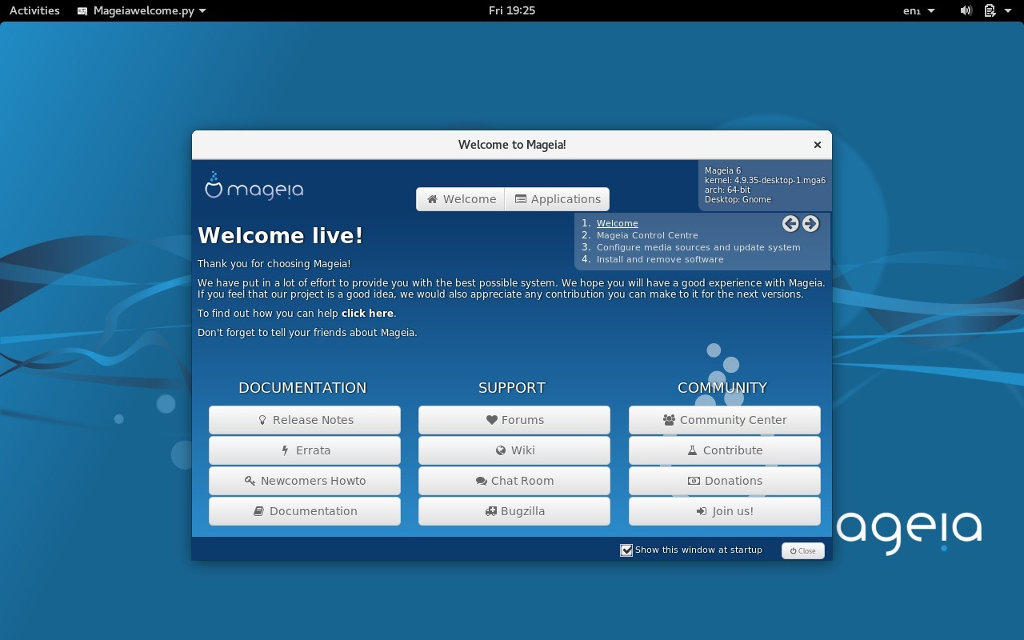 Activities Mageiawelcome.py Fri 19:25 en₁
Welcome to Mageia!
mageia
Welcome Applications
Mageia 6
kernel: 4.9.35-desktop-1.mga6
arch: 64-bit
Desktop: Gnome
1. Welcome
2. Mageia Control Centre
3. Configure media sources and update system
4. Install and remove software
Welcome live!
Thank you for choosing Mageia!
We have put in a lot of effort to provide you with the best possible system. We hope you will have a good experience with Mageia.
If you feel that our project is a good idea, we would also appreciate any contribution you can make to it for the next versions.
To find out how you can help click here.
Don't forget to tell your friends about Mageia.
DOCUMENTATION SUPPORT COMMUNITY
Release Notes Forums Community Center
Errata Wiki Contribute
Newcomers Howto Chat Room Donations
Documentation Bugzilla Join us!
ageia
Show this window at startup Close